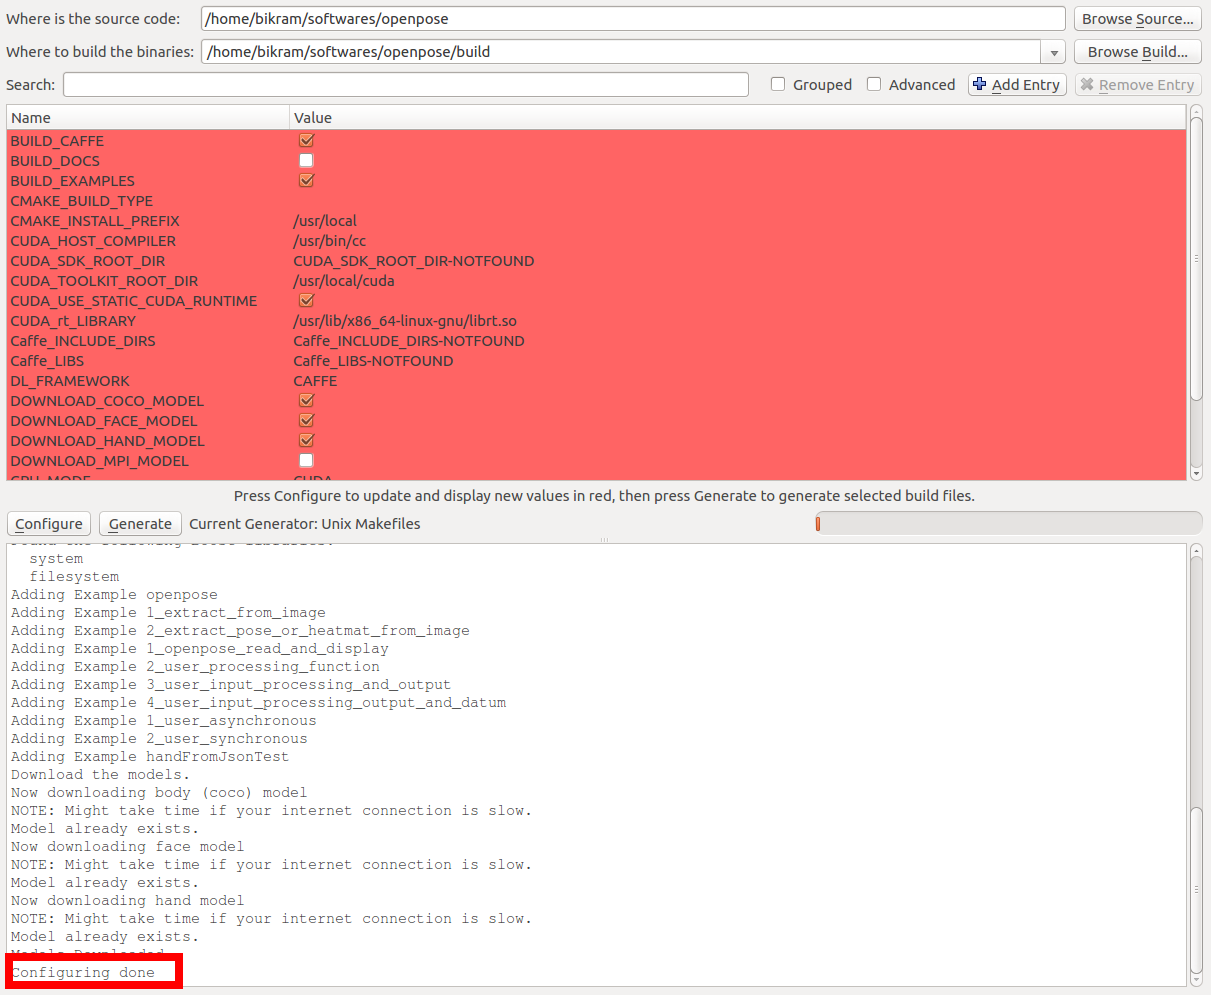 Where is the source code: /home/bikram/softwares/openpose Browse Source...
Where to build the binaries: /home/bikram/softwares/openpose/build Browse Build...
Search: Grouped Advanced Add Entry Remove Entry
Name Value
BUILD_CAFFE
BUILD_DOCS
BUILD_EXAMPLES
CMAKE_BUILD_TYPE
CMAKE_INSTALL_PREFIX /usr/local
CUDA_HOST_COMPILER /usr/bin/cc
CUDA_SDK_ROOT_DIR CUDA_SDK_ROOT_DIR-NOTFOUND
CUDA_TOOLKIT_ROOT_DIR /usr/local/cuda
CUDA_USE_STATIC_CUDA_RUNTIME
CUDA_rt_LIBRARY /usr/lib/x86_64-linux-gnu/librt.so
Caffe_INCLUDE_DIRS Caffe_INCLUDE_DIRS-NOTFOUND
Caffe_LIBS Caffe_LIBS-NOTFOUND
DL_FRAMEWORK CAFFE
DOWNLOAD_COCO_MODEL
DOWNLOAD_FACE_MODEL
DOWNLOAD_HAND_MODEL
DOWNLOAD_MPI_MODEL
GPU_MODE CUDA
Press Configure to update and display new values in red, then press Generate to generate selected build files.
Configure Generate Current Generator: Unix Makefiles
Found the following Boost libraries:
system
filesystem
Adding Example openpose
Adding Example 1_extract_from_image
Adding Example 2_extract_pose_or_heatmat_from_image
Adding Example 1_openpose_read_and_display
Adding Example 2_user_processing_function
Adding Example 3_user_input_processing_and_output
Adding Example 4_user_input_processing_output_and_datum
Adding Example 1_user_asynchronous
Adding Example 2_user_synchronous
Adding Example handFromJsonTest
Download the models.
Now downloading body (coco) model
NOTE: Might take time if your internet connection is slow.
Model already exists.
Now downloading face model
NOTE: Might take time if your internet connection is slow.
Model already exists.
Now downloading hand model
NOTE: Might take time if your internet connection is slow.
Model already exists.
Models Downloaded
Configuring done